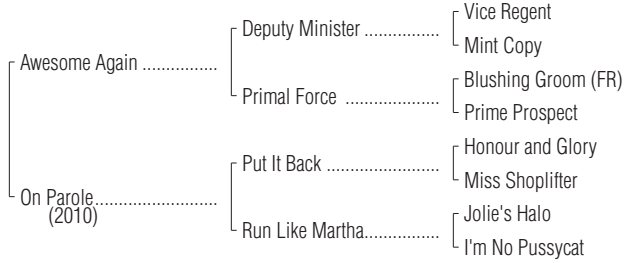 Vice Regent
Deputy Minister ................
Mint Copy
Awesome Again ................
Blushing Groom (FR)
Primal Force ....................
Prime Prospect
Honour and Glory
Put It Back ........................
Miss Shoplifter
On Parole..........................
(2010)
Jolie's Halo
Run Like Martha................
I'm No Pussycat